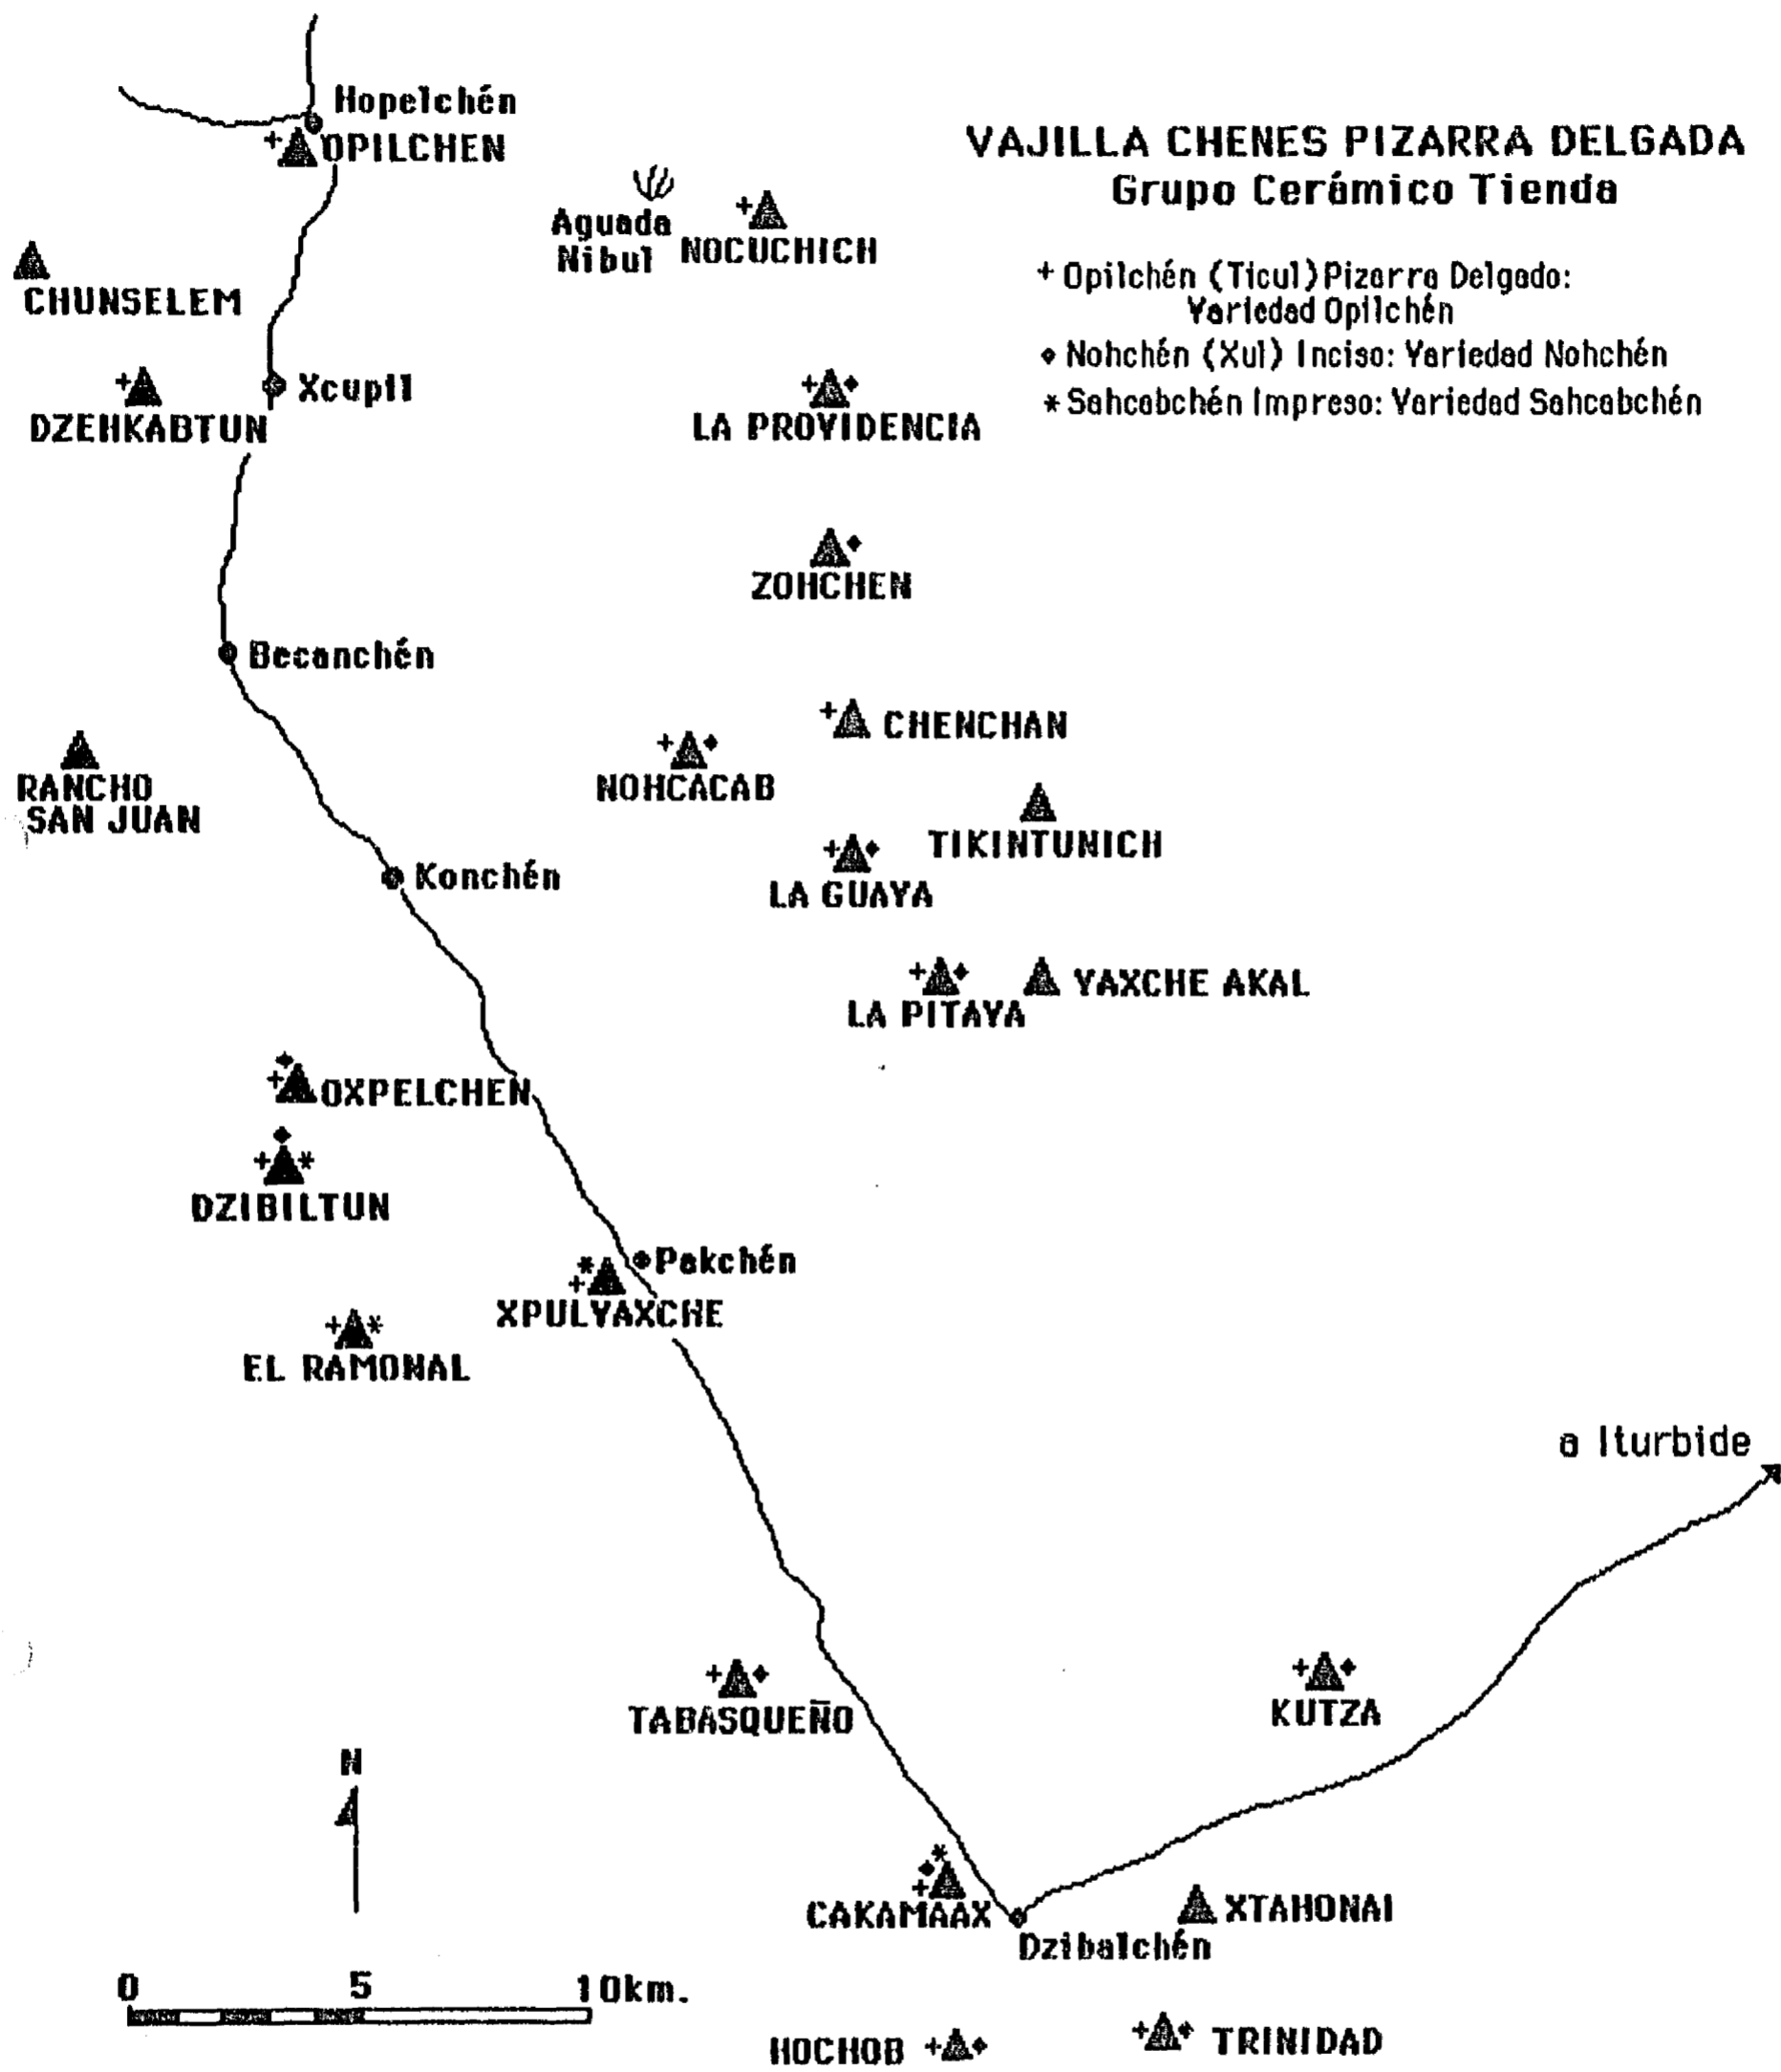 Hopelchén
OPILCHEN
VAJILLA CHENES PIZARRA DELGADA
Grupo Cerámico Tienda
+ Opilchén (Ticul) Pizarra Delgado:
Variedad Opilchén
◆ Nohchén (Xul) Inciso: Variedad Nohchén
* Sahcabchén Impreso: Variedad Sahcabchén
Aguada
Nibul
NOCUCHICH
CHUNSELEM
Xcupil
DZEHKABTUN
LA PROVIDENCIA
ZOHCHEN
Becanchén
CHENCHAN
NOHCACAB
RANCHO
SAN JUAN
TIKINTUNICH
Konchén
LA GUAYA
YAXCHE AKAL
LA PITAYA
OXPELCHEN
DZIBILTUN
Pakchén
XPULYAXCHE
EL RAMONAL
a Iturbide
TABASQUEÑO
KUTZA
N
CAKAMAAX
XTAHONAI
Dzibalchén
0 5 10km.
HOCHOB
TRINIDAD